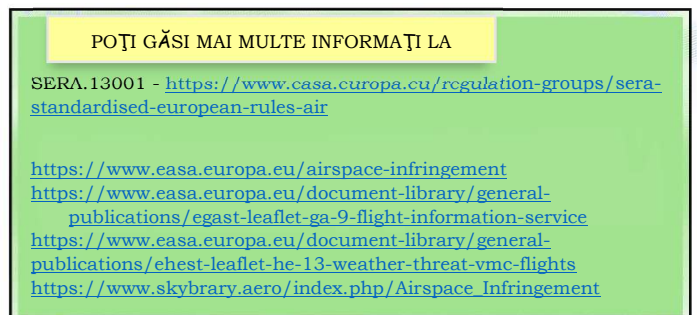 POȚI GĂSI MAI MULTE INFORMAȚI LA
SERA.13001 - https://www.easa.europa.eu/regulation-groups/sera-
standardised-european-rules-air
https://www.easa.europa.eu/airspace-infringement
https://www.easa.europa.eu/document-library/general-
publications/egast-leaflet-ga-9-flight-information-service
https://www.easa.europa.eu/document-library/general-
publications/ehest-leaflet-he-13-weather-threat-vmc-flights
https://www.skybrary.aero/index.php/Airspace_Infringement